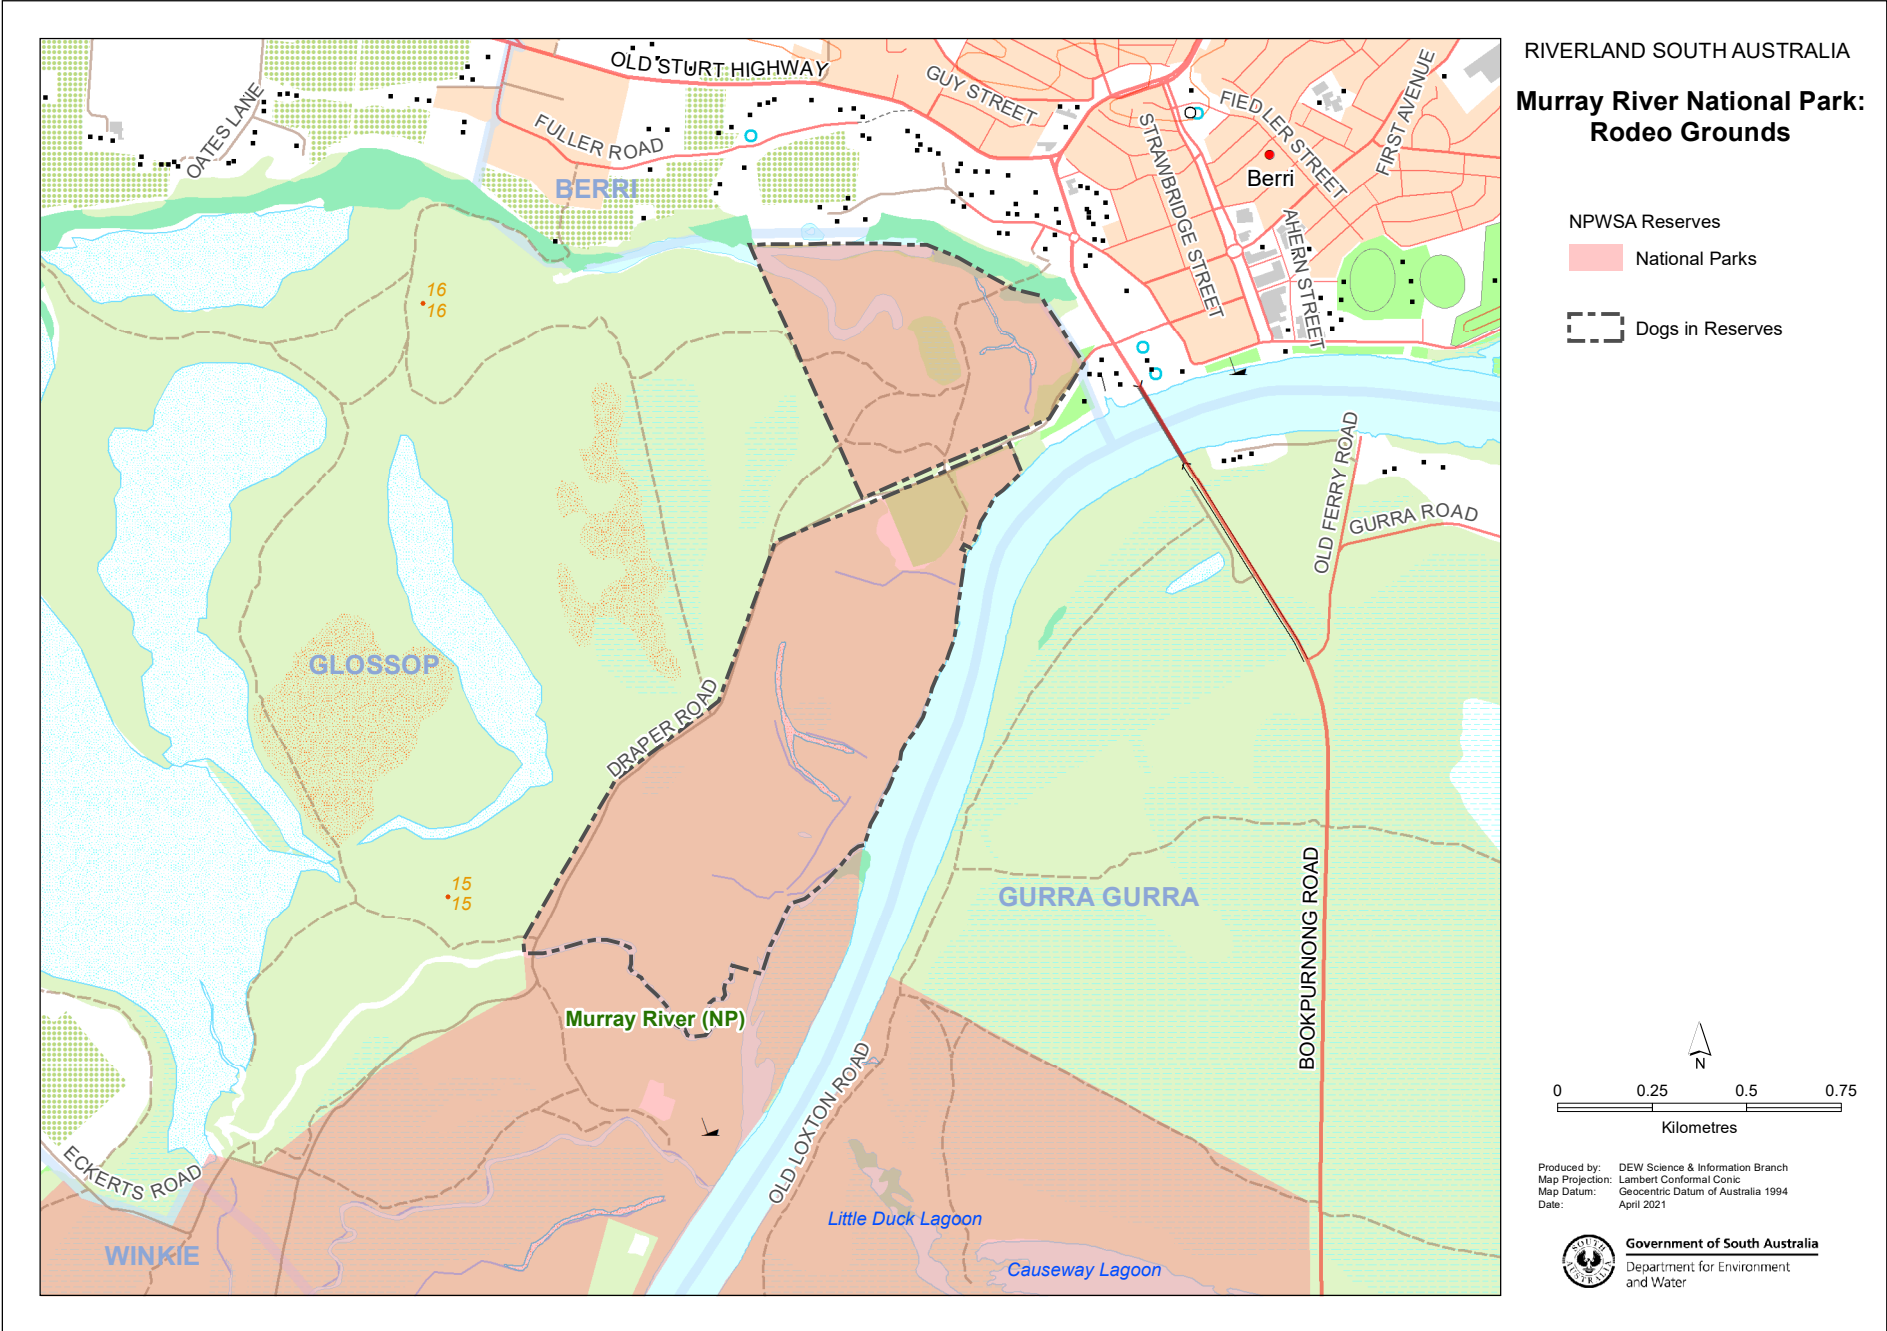 RIVERLAND SOUTH AUSTRALIA
Murray River National Park:
Rodeo Grounds
NPWSA Reserves
National Parks
Dogs in Reserves
OLD STURT HIGHWAY
GUY STREET
FIEDLER STREET
FIRST AVENUE
OATES LANE
FULLER ROAD
STRAWBRIDGE STREET
BERRI
Berri
AHERN STREET
16
16
OLD FERRY ROAD
GURRA ROAD
GLOSSOP
DRAPER ROAD
15
15
GURRA GURRA
BOOKPURNONG ROAD
Murray River (NP)
OLD LOXTON ROAD
ECKERTS ROAD
Little Duck Lagoon
WINKIE
Causeway Lagoon
N
0 0.25 0.5 0.75
Kilometres
Produced by: DEW Science & Information Branch
Map Projection: Lambert Conformal Conic
Map Datum: Geocentric Datum of Australia 1994
Date: April 2021
SOUTH AUSTRALIA
Government of South Australia
Department for Environment
and Water